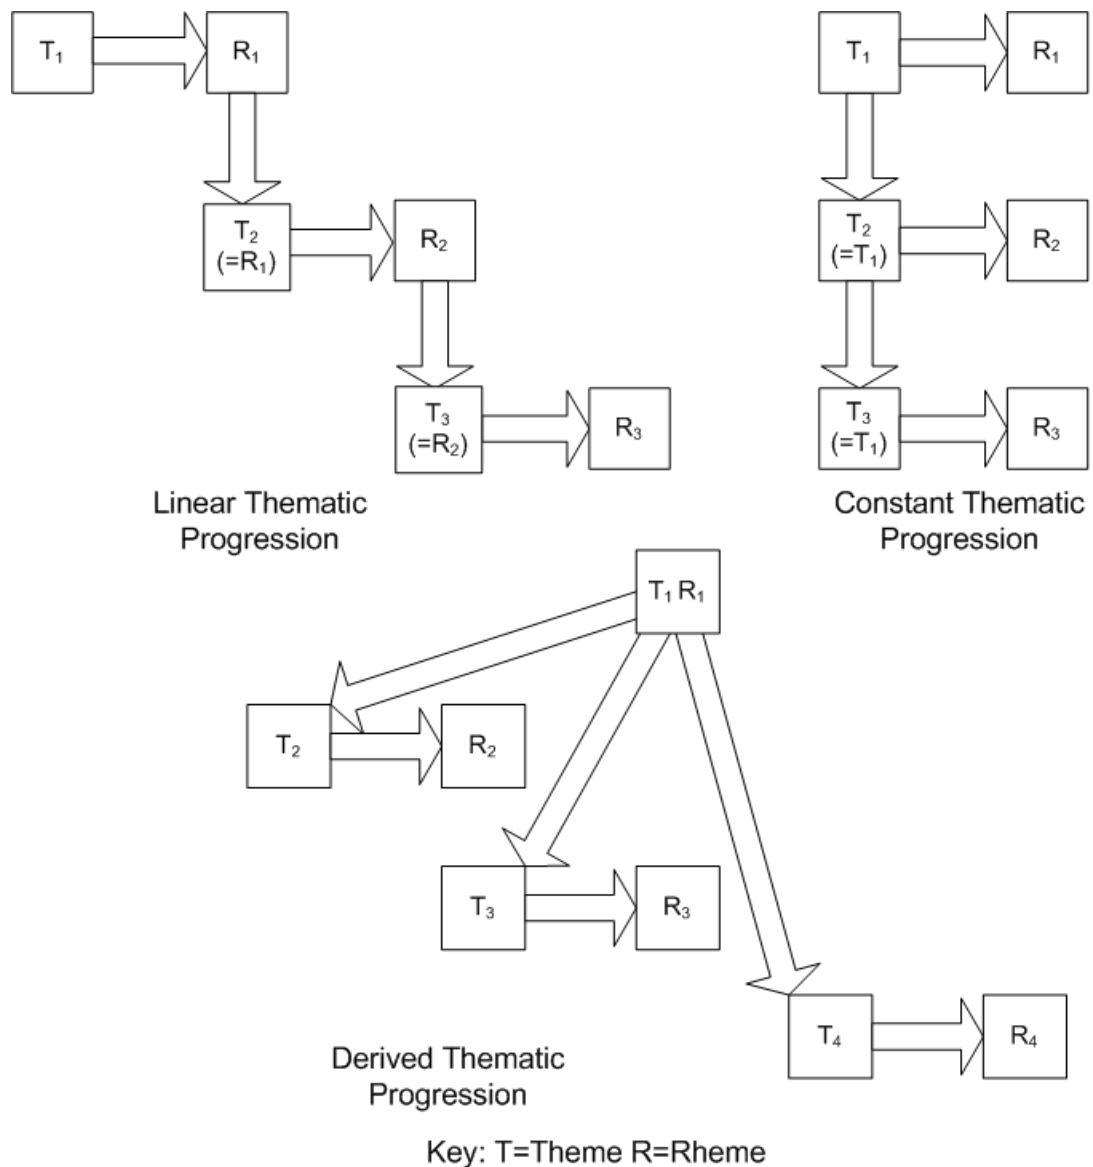 T₁
R₁
T₂
(=R₁)
R₂
T₃
(=R₂)
R₃
Linear Thematic
Progression
T₁
R₁
T₂
(=T₁)
R₂
T₃
(=T₁)
R₃
Constant Thematic
Progression
T₁ R₁
T₂
R₂
T₃
R₃
T₄
R₄
Derived Thematic
Progression
Key: T=Theme R=Rheme